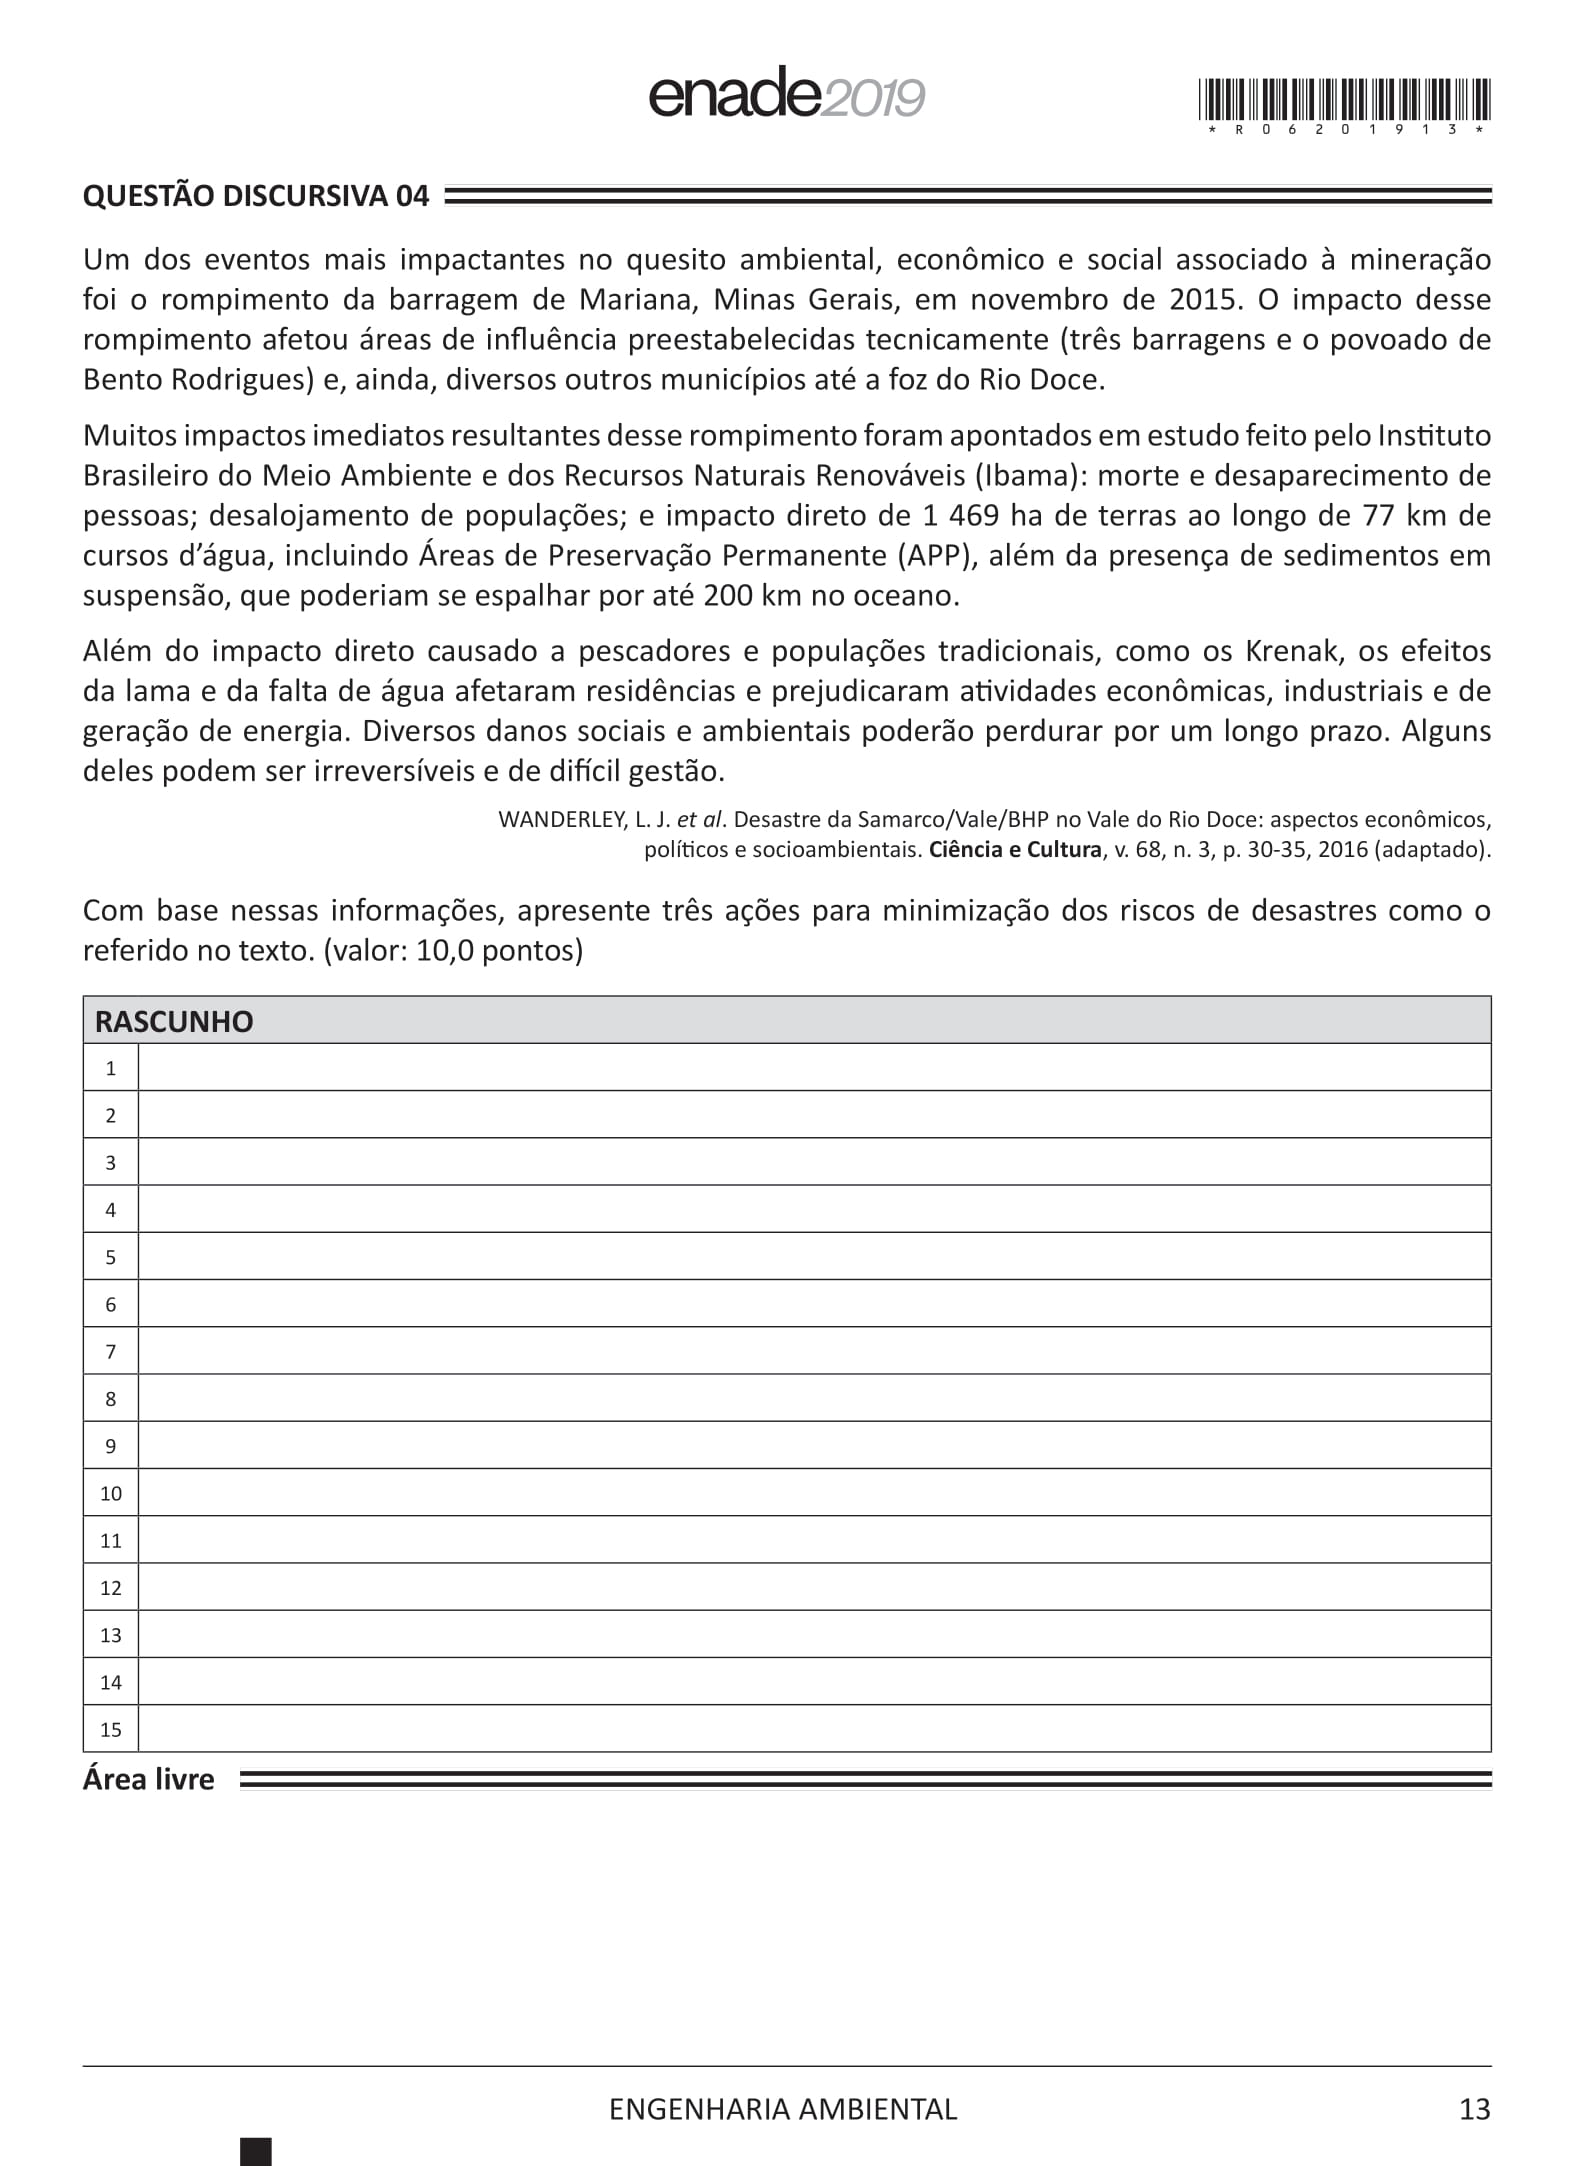 enade2019
*R06201913*
QUESTÃO DISCURSIVA 04
Um dos eventos mais impactantes no quesito ambiental, econômico e social associado à mineração
foi o rompimento da barragem de Mariana, Minas Gerais, em novembro de 2015. O impacto desse
rompimento afetou áreas de influência preestabelecidas tecnicamente (três barragens e o povoado de
Bento Rodrigues) e, ainda, diversos outros municípios até a foz do Rio Doce.
Muitos impactos imediatos resultantes desse rompimento foram apontados em estudo feito pelo Instituto
Brasileiro do Meio Ambiente e dos Recursos Naturais Renováveis (Ibama): morte e desaparecimento de
pessoas; desalojamento de populações; e impacto direto de 1 469 ha de terras ao longo de 77 km de
cursos d’água, incluindo Áreas de Preservação Permanente (APP), além da presença de sedimentos em
suspensão, que poderiam se espalhar por até 200 km no oceano.
Além do impacto direto causado a pescadores e populações tradicionais, como os Krenak, os efeitos
da lama e da falta de água afetaram residências e prejudicaram atividades econômicas, industriais e de
geração de energia. Diversos danos sociais e ambientais poderão perdurar por um longo prazo. Alguns
deles podem ser irreversíveis e de difícil gestão.
WANDERLEY, L. J. et al. Desastre da Samarco/Vale/BHP no Vale do Rio Doce: aspectos econômicos,
políticos e socioambientais. Ciência e Cultura, v. 68, n. 3, p. 30-35, 2016 (adaptado).
Com base nessas informações, apresente três ações para minimização dos riscos de desastres como o
referido no texto. (valor: 10,0 pontos)
RASCUNHO
1
2
3
4
5
6
7
8
9
10
11
12
13
14
15
Área livre
ENGENHARIA AMBIENTAL
13